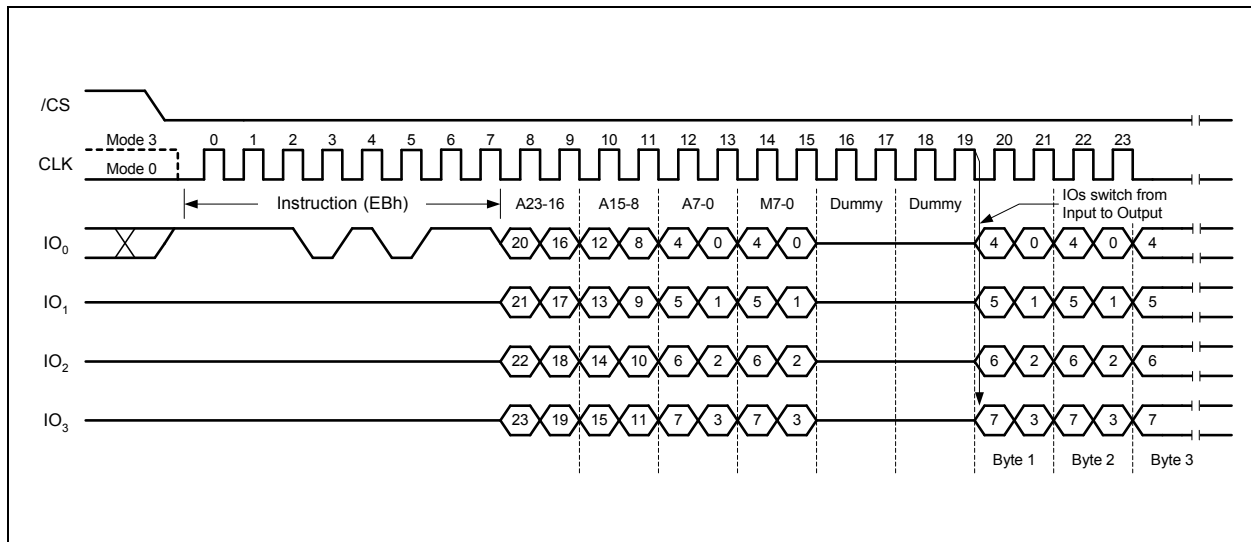 /CS
Mode 3 0 1 2 3 4 5 6 7 8 9 10 11 12 13 14 15 16 17 18 19 20 21 22 23
CLK
Mode 0
Instruction (EBh) A23-16 A15-8 A7-0 M7-0 Dummy Dummy IOs switch from
Input to Output
IO0 20 16 12 8 4 0 4 0 4 0 4 0 4
IO1 21 17 13 9 5 1 5 1 5 1 5 1 5
IO2 22 18 14 10 6 2 6 2 6 2 6 2 6
IO3 23 19 15 11 7 3 7 3 7 3 7 3 7
Byte 1 Byte 2 Byte 3